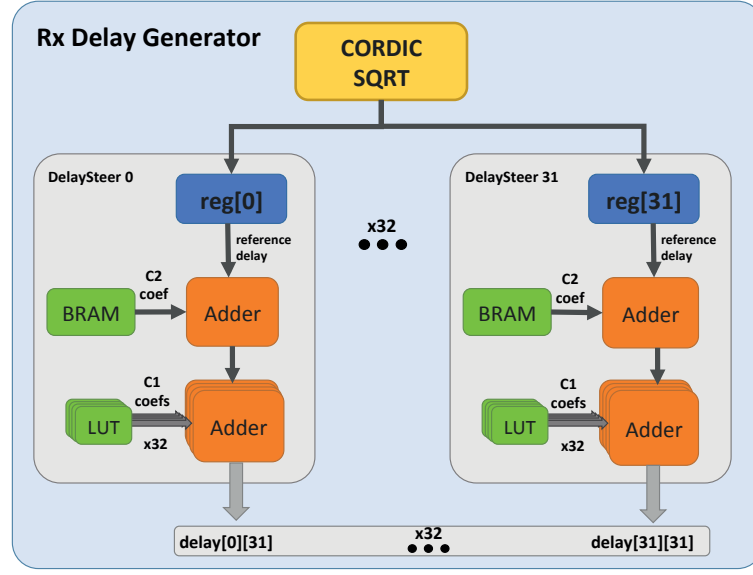 Rx Delay Generator
CORDIC
SQRT
DelaySteer 0
reg[0]
reference
delay
C2
coef
BRAM
Adder
C1
coefs
LUT
x32
Adder
x32
DelaySteer 31
reg[31]
reference
delay
C2
coef
BRAM
Adder
C1
coefs
LUT
x32
Adder
delay[0][31]
x32
delay[31][31]